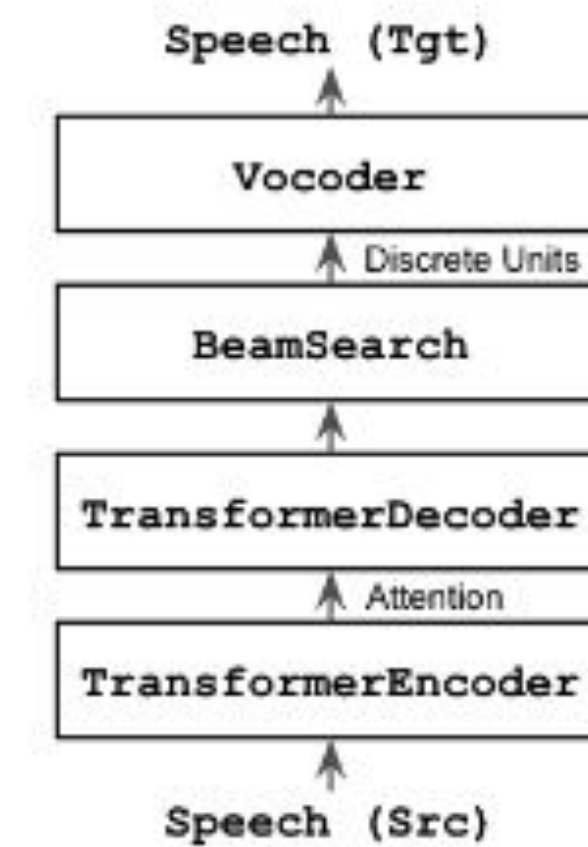 Speech (Tgt)
Vocoder
Discrete Units
BeamSearch
TransformerDecoder
Attention
TransformerEncoder
Speech (Src)